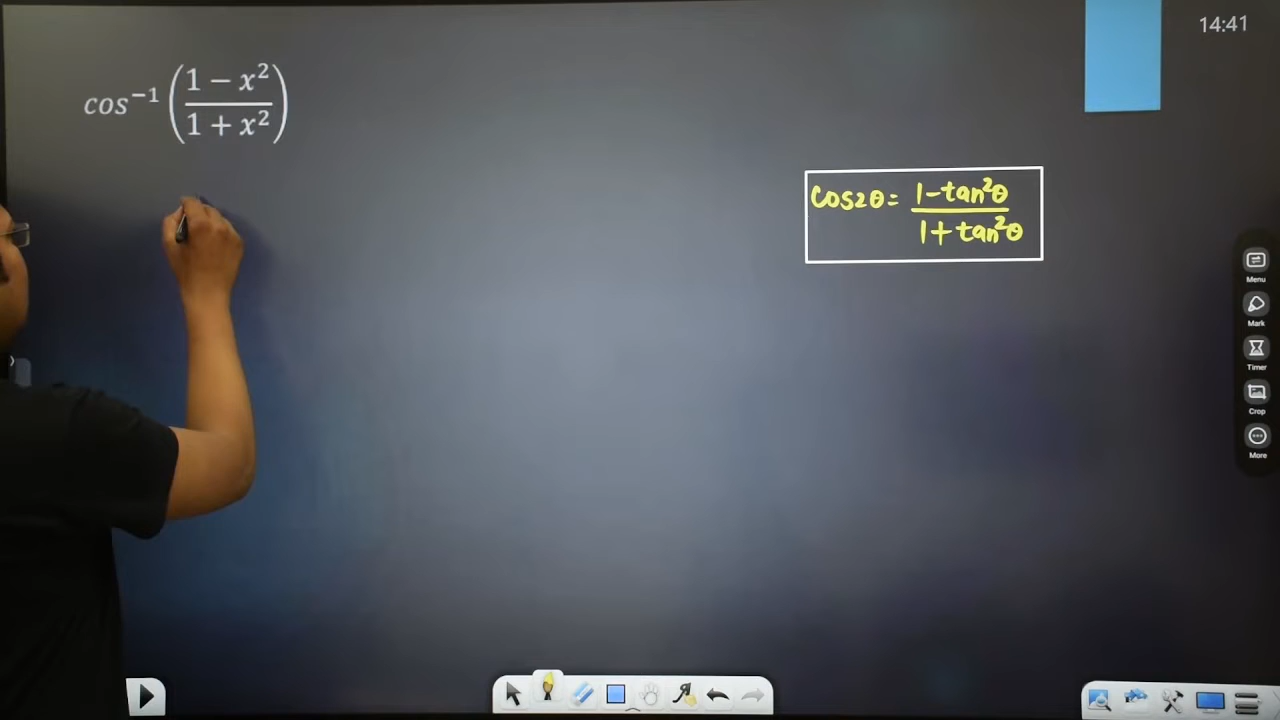 14:41
cos⁻¹ ((1 − x²)/(1 + x²))
Cos2θ = (1 - tan²θ)/(1 + tan²θ)
Menu
Mark
Timer
Crop
More